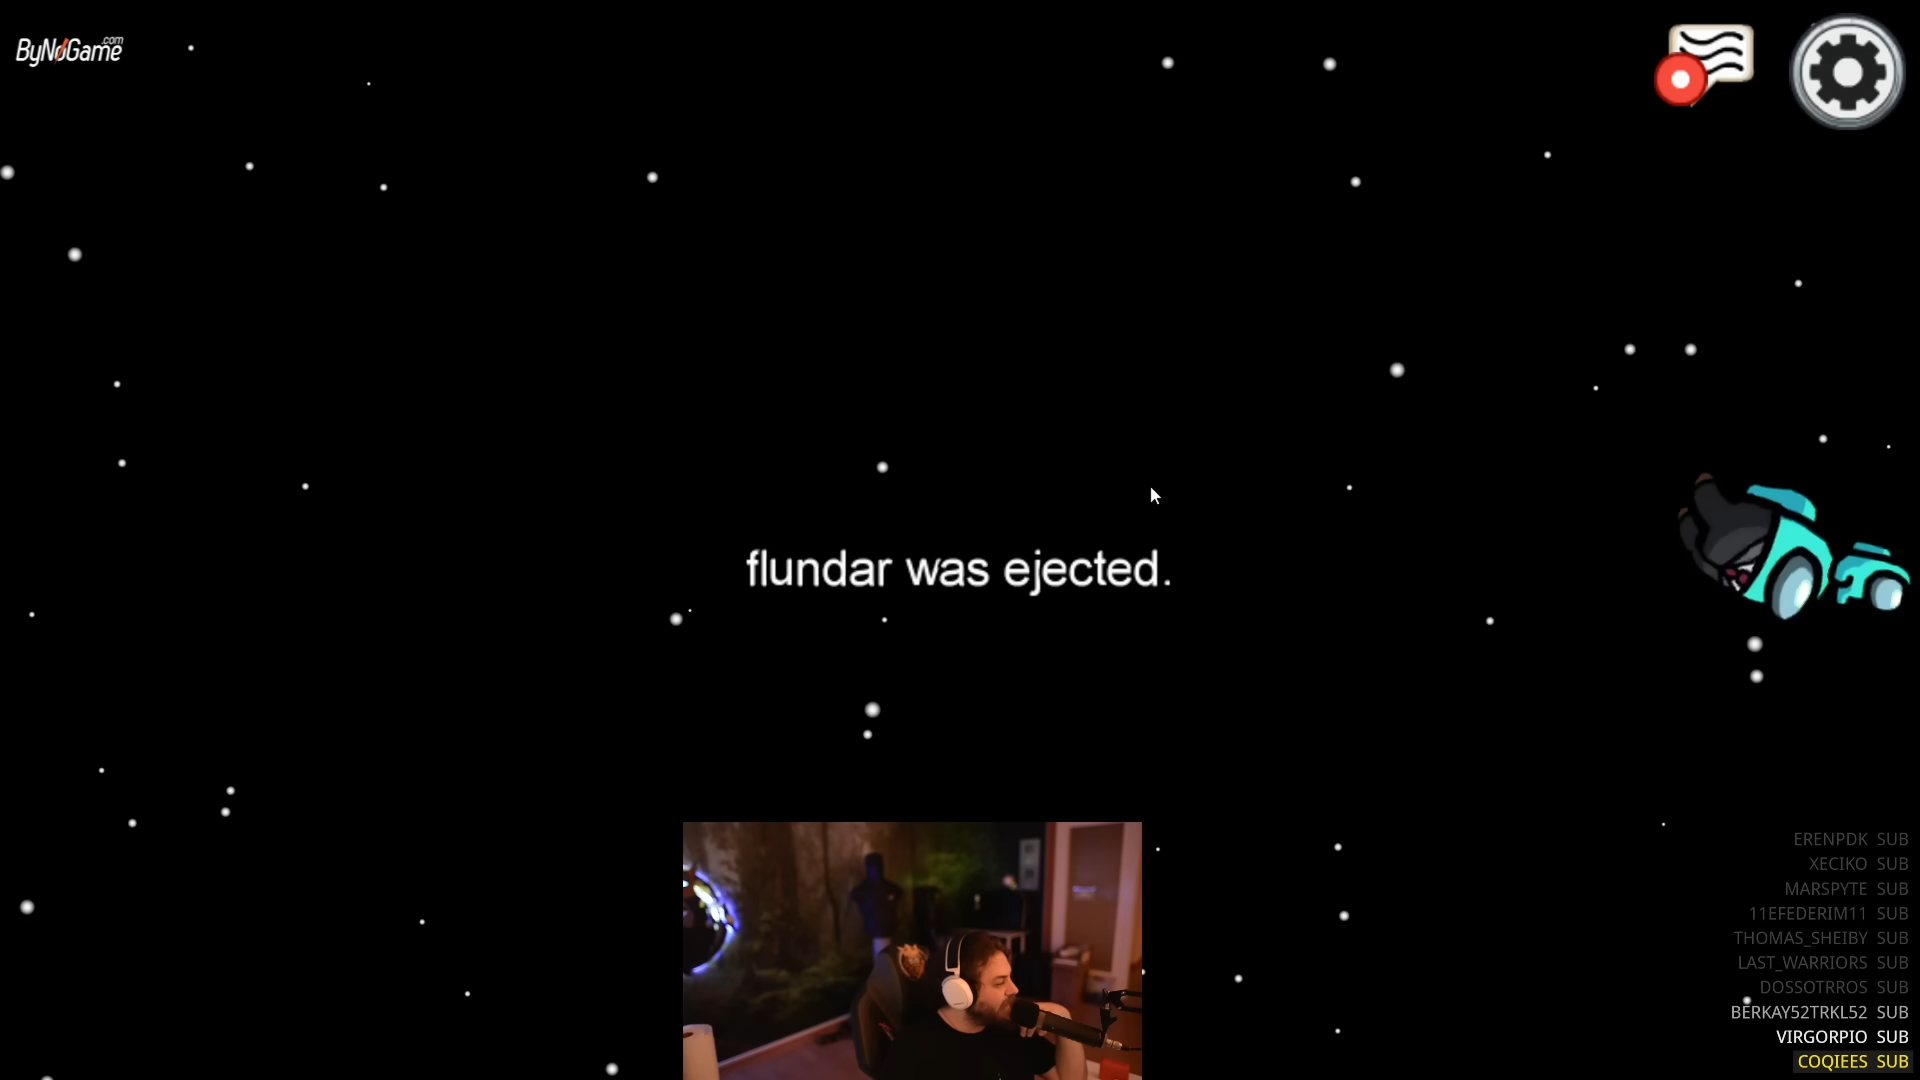 ByNoGame.com
flundar was ejected.
ERENPDK SUB
XECIKO SUB
MARSPYTE SUB
11EFEDERIM11 SUB
THOMAS_SHEIBY SUB
LAST_WARRIORS SUB
DOSSOTRROS SUB
BERKAY52TRKL52 SUB
VIRGORPIO SUB
COQIEES SUB